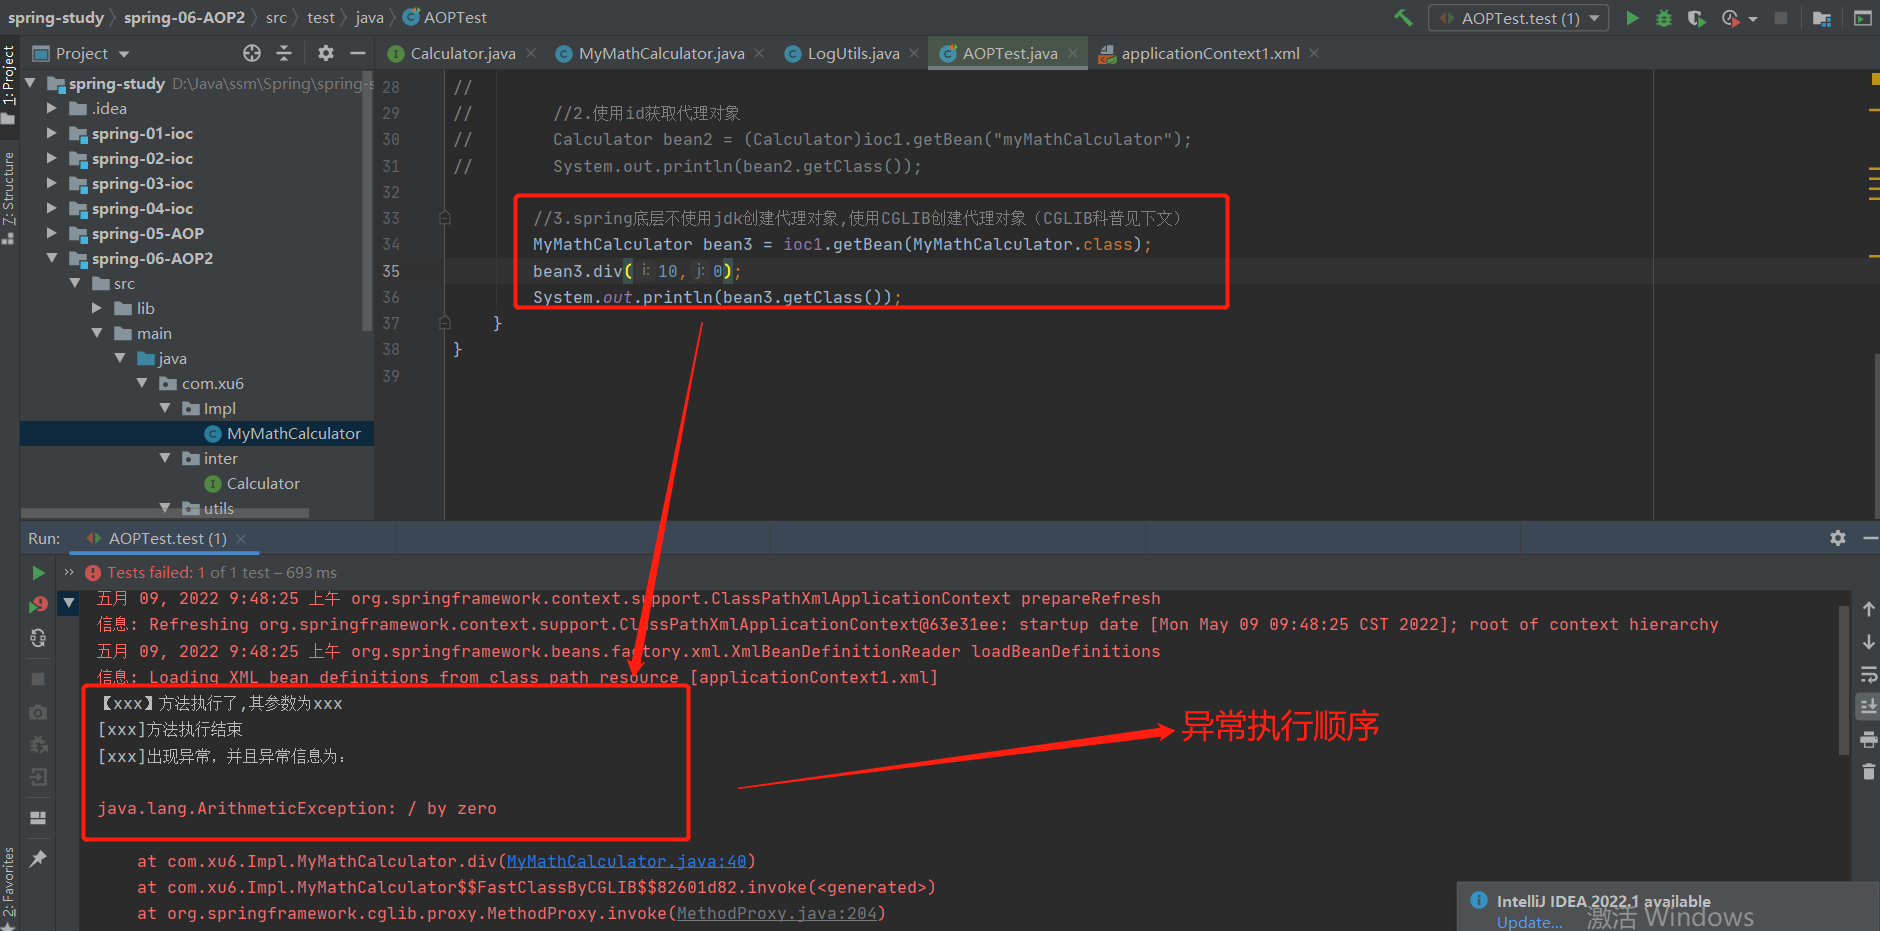 spring-study spring-06-AOP2 src test java AOPTest
AOPTest.test (1)
Project
Calculator.java
MyMathCalculator.java
LogUtils.java
AOPTest.java
applicationContext1.xml
1: Project
7: Structure
2: Favorites
spring-study D:\Java\ssm\Spring\spring-s
.idea
spring-01-ioc
spring-02-ioc
spring-03-ioc
spring-04-ioc
spring-05-AOP
spring-06-AOP2
src
lib
main
java
com.xu6
Impl
MyMathCalculator
inter
Calculator
utils
28 //
29 // //2.使用id获取代理对象
30 // Calculator bean2 = (Calculator)ioc1.getBean("myMathCalculator");
31 // System.out.println(bean2.getClass());
32
33 //3.spring底层不使用jdk创建代理对象,使用CGLIB创建代理对象（CGLIB科普见下文）
34 MyMathCalculator bean3 = ioc1.getBean(MyMathCalculator.class);
35 bean3.div( i: 10, j: 0);
36 System.out.println(bean3.getClass());
37 }
38 }
39
Run: AOPTest.test (1)
Tests failed: 1 of 1 test – 693 ms
五月 09, 2022 9:48:25 上午 org.springframework.context.support.ClassPathXmlApplicationContext prepareRefresh
信息: Refreshing org.springframework.context.support.ClassPathXmlApplicationContext@63e31ee: startup date [Mon May 09 09:48:25 CST 2022]; root of context hierarchy
五月 09, 2022 9:48:25 上午 org.springframework.beans.factory.xml.XmlBeanDefinitionReader loadBeanDefinitions
信息: Loading XML bean definitions from class path resource [applicationContext1.xml]
【xxx】方法执行了,其参数为xxx
[xxx]方法执行结束
[xxx]出现异常，并且异常信息为:
异常执行顺序
java.lang.ArithmeticException: / by zero
at com.xu6.Impl.MyMathCalculator.div(MyMathCalculator.java:40)
at com.xu6.Impl.MyMathCalculator$$FastClassByCGLIB$$82601d82.invoke(<generated>)
at org.springframework.cglib.proxy.MethodProxy.invoke(MethodProxy.java:204)
IntelliJ IDEA 2022.1 available
Update...
激活 Windows